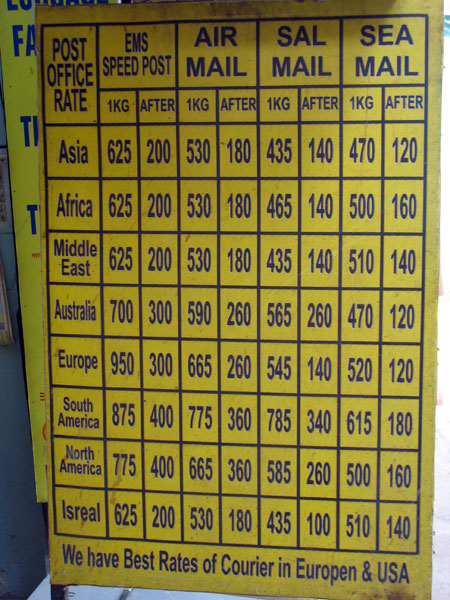 POST OFFICE RATE EMS SPEED POST AIR MAIL SAL MAIL SEA MAIL
1KG AFTER 1KG AFTER 1KG AFTER 1KG AFTER
Asia 625 200 530 180 435 140 470 120
Africa 625 200 530 180 465 140 500 160
Middle East 625 200 530 180 435 140 510 140
Australia 700 300 590 260 565 260 470 120
Europe 950 300 665 260 545 140 520 120
South America 875 400 775 360 785 340 615 180
North America 775 400 665 360 585 260 500 160
Isreal 625 200 530 180 435 100 510 140
We have Best Rates of Courier in Europen & USA